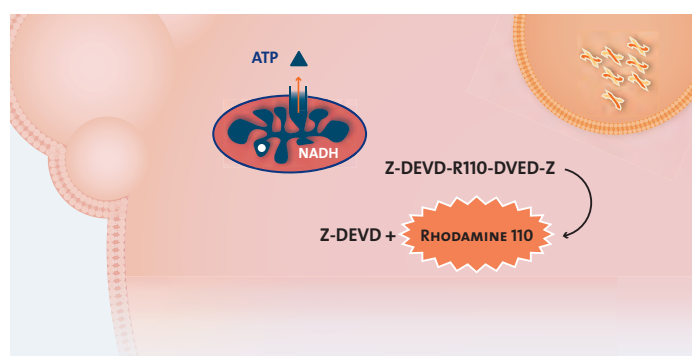 ATP
NADH
Z-DEVD-R110-DVED-Z
Z-DEVD + RHODAMINE 110